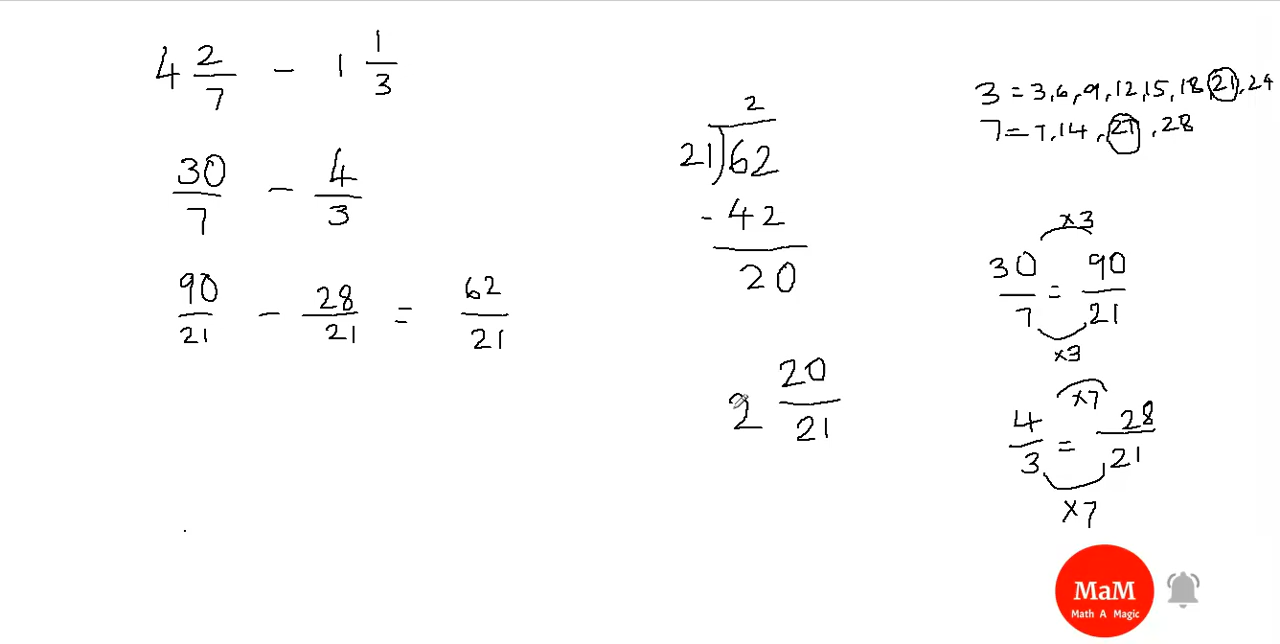 4 2/7 - 1 1/3
30/7 - 4/3
90/21 - 28/21 = 62/21
2
21)62
- 42
20
2 20/21
3 = 3,6,9,12,15,18,21,24
7 = 7,14,21,28
×3
30/7 = 90/21
×3
×7
4/3 = 28/21
×7
MaM
Math A Magic